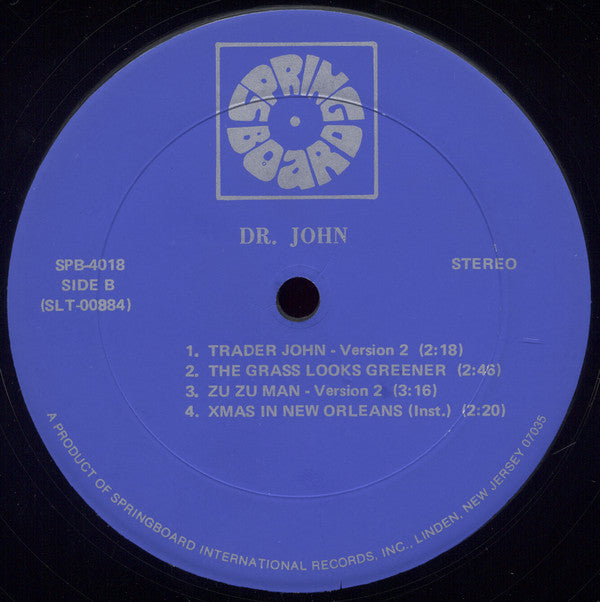 SPRINGBOARD
DR. JOHN
SPB-4018
SIDE B
(SLT-00884)
STEREO
1. TRADER JOHN - Version 2 (2:18)
2. THE GRASS LOOKS GREENER (2:46)
3. ZU ZU MAN - Version 2 (3:16)
4. XMAS IN NEW ORLEANS (Inst.) (2:20)
A PRODUCT OF SPRINGBOARD INTERNATIONAL RECORDS, INC., LINDEN, NEW JERSEY 07035